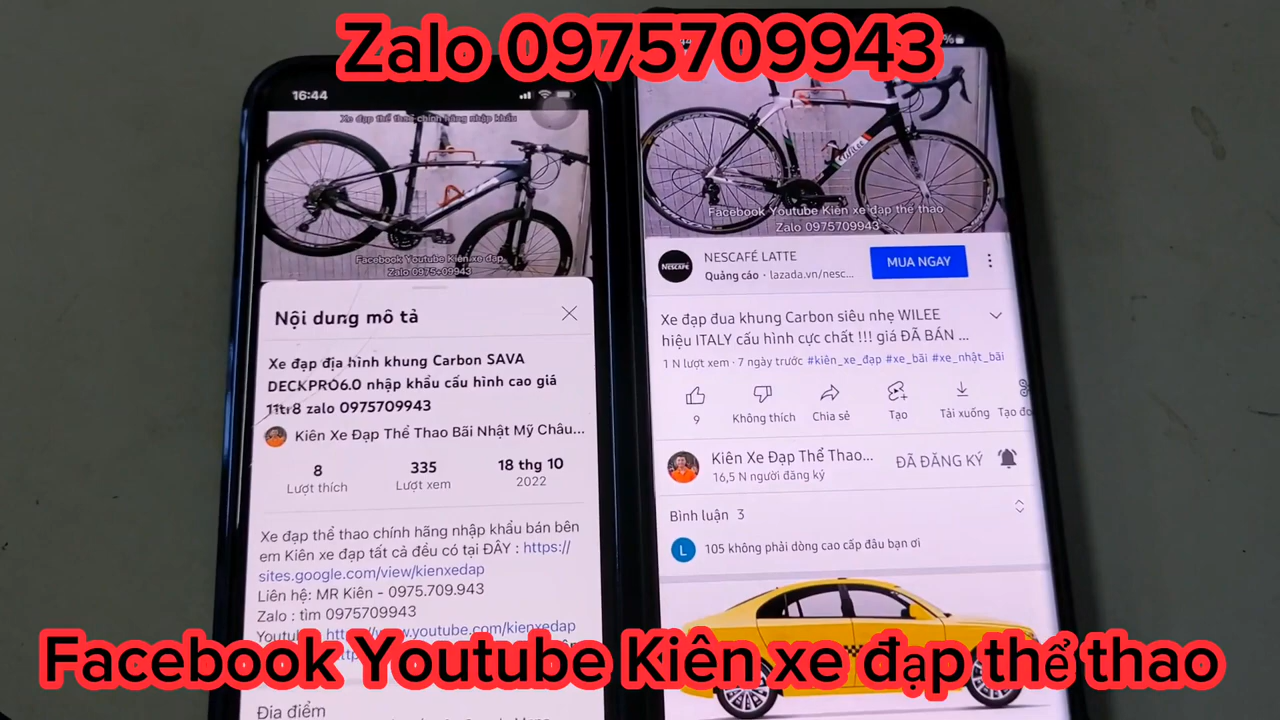 Zalo 0975709943
16:44
Xe đạp thể thao chính hãng nhập khẩu
Facebook Youtube Kiên xe đạp
Zalo 0975709943
Nội dung mô tả
Xe đạp địa hình khung Carbon SAVA
DECKPRO6.0 nhập khẩu cấu hình cao giá
11tr8 zalo 0975709943
Kiên Xe Đạp Thể Thao Bãi Nhật Mỹ Châu...
8
Lượt thích
335
Lượt xem
18 thg 10
2022
Xe đạp thể thao chính hãng nhập khẩu bán bên
em Kiên xe đạp tất cả đều có tại ĐÂY : https://
sites.google.com/view/kienxedap
Liên hệ: MR Kiên - 0975.709.943
Zalo : tìm 0975709943
https://www.youtube.com/kienxedap
Địa điểm
WILEE
Facebook Youtube Kiên xe đạp thể thao
Zalo 0975709943
NESCAFÉ
NESCAFÉ LATTE
Quảng cáo · lazada.vn/nesc...
MUA NGAY
Xe đạp đua khung Carbon siêu nhẹ WILEE
hiệu ITALY cấu hình cực chất !!! giá ĐÃ BÁN ...
1 N lượt xem · 7 ngày trước #kiên_xe_đạp #xe_bãi #xe_nhật_bãi
9
Không thích
Chia sẻ
Tạo
Tải xuống
Tạo đo
Kiên Xe Đạp Thể Thao...
16,5 N người đăng ký
ĐÃ ĐĂNG KÝ
Bình luận 3
L
105 không phải dòng cao cấp đâu bạn ơi
Facebook Youtube Kiên xe đạp thể thao